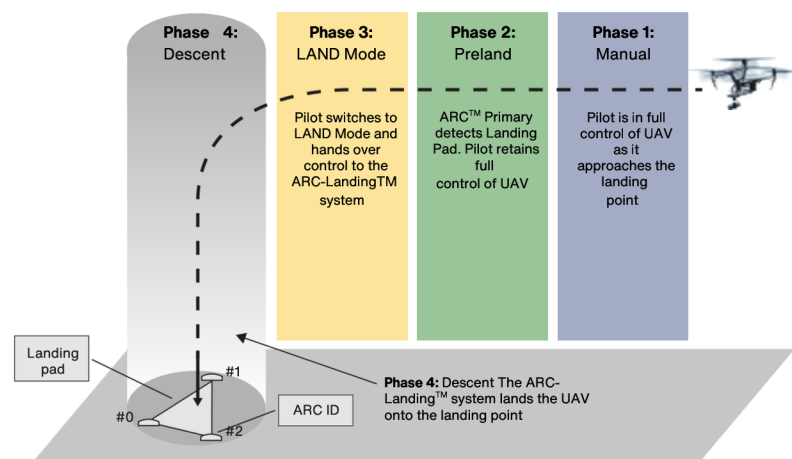 Phase 4:
Descent
Phase 3:
LAND Mode
Phase 2:
Preland
Phase 1:
Manual
Pilot switches to
LAND Mode and
hands over
control to the
ARC-LandingTM
system
ARC™ Primary
detects Landing
Pad. Pilot retains
full
control of UAV
Pilot is in full
control of UAV
as it
approaches the
landing
point
Landing
pad
#1
#0
#2
ARC ID
Phase 4: Descent The ARC-
Landing™ system lands the UAV
onto the landing point